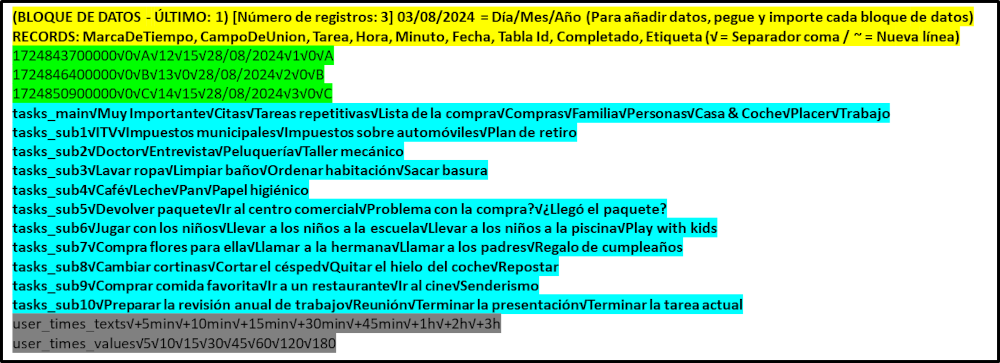 (BLOQUE DE DATOS - ÚLTIMO: 1) [Número de registros: 3] 03/08/2024 = Día/Mes/Año (Para añadir datos, pegue y importe cada bloque de datos)
RECORDS: MarcaDeTiempo, CampoDeUnion, Tarea, Hora, Minuto, Fecha, Tabla Id, Completado, Etiqueta (√ = Separador coma / ~ = Nueva línea)
1724843700000√0√A√12√15√28/08/2024√1√0√A
1724846400000√0√B√13√0√28/08/2024√2√0√B
1724850900000√0√C√14√15√28/08/2024√3√0√C
tasks_main√Muy Importante√Citas√Tareas repetitivas√Lista de la compra√Compras√Familia√Personas√Casa & Coche√Placer√Trabajo
tasks_sub1√ITV√Impuestos municipales√Impuestos sobre automóviles√Plan de retiro
tasks_sub2√Doctor√Entrevista√Peluquería√Taller mecánico
tasks_sub3√Lavar ropa√Limpiar baño√Ordenar habitación√Sacar basura
tasks_sub4√Café√Leche√Pan√Papel higiénico
tasks_sub5√Devolver paquete√Ir al centro comercial√Problema con la compra?√¿Llegó el paquete?
tasks_sub6√Jugar con los niños√Llevar a los niños a la escuela√Llevar a los niños a la piscina√Play with kids
tasks_sub7√Compra flores para ella√Llamar a la hermana√Llamar a los padres√Regalo de cumpleaños
tasks_sub8√Cambiar cortinas√Cortar el césped√Quitar el hielo del coche√Repostar
tasks_sub9√Comprar comida favorita√Ir a un restaurante√Ir al cine√Senderismo
tasks_sub10√Preparar la revisión anual de trabajo√Reunión√Terminar la presentación√Terminar la tarea actual
user_times_texts√+5min√+10min√+15min√+30min√+45min√+1h√+2h√+3h
user_times_values√5√10√15√30√45√60√120√180